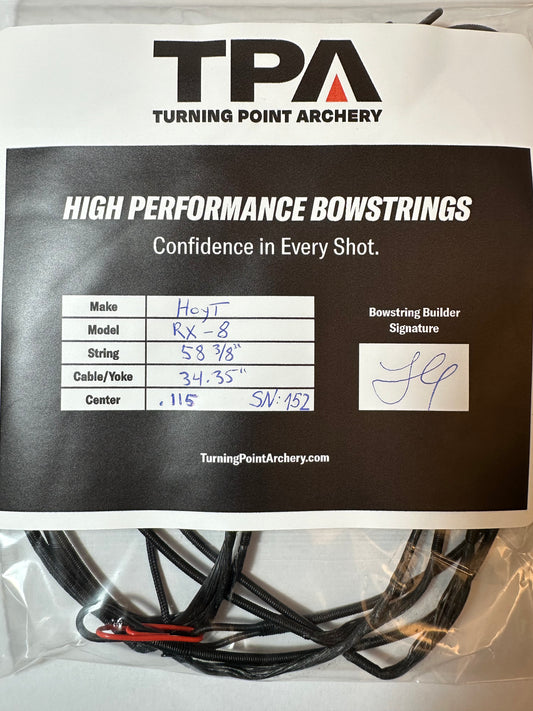 TPA
TURNING POINT ARCHERY
HIGH PERFORMANCE BOWSTRINGS
Confidence in Every Shot.
Make HoyT
Model RX-8
String 58 3/8"
Cable/Yoke 34.35"
Center .115 SN:152
Bowstring Builder
Signature
TurningPointArchery.com